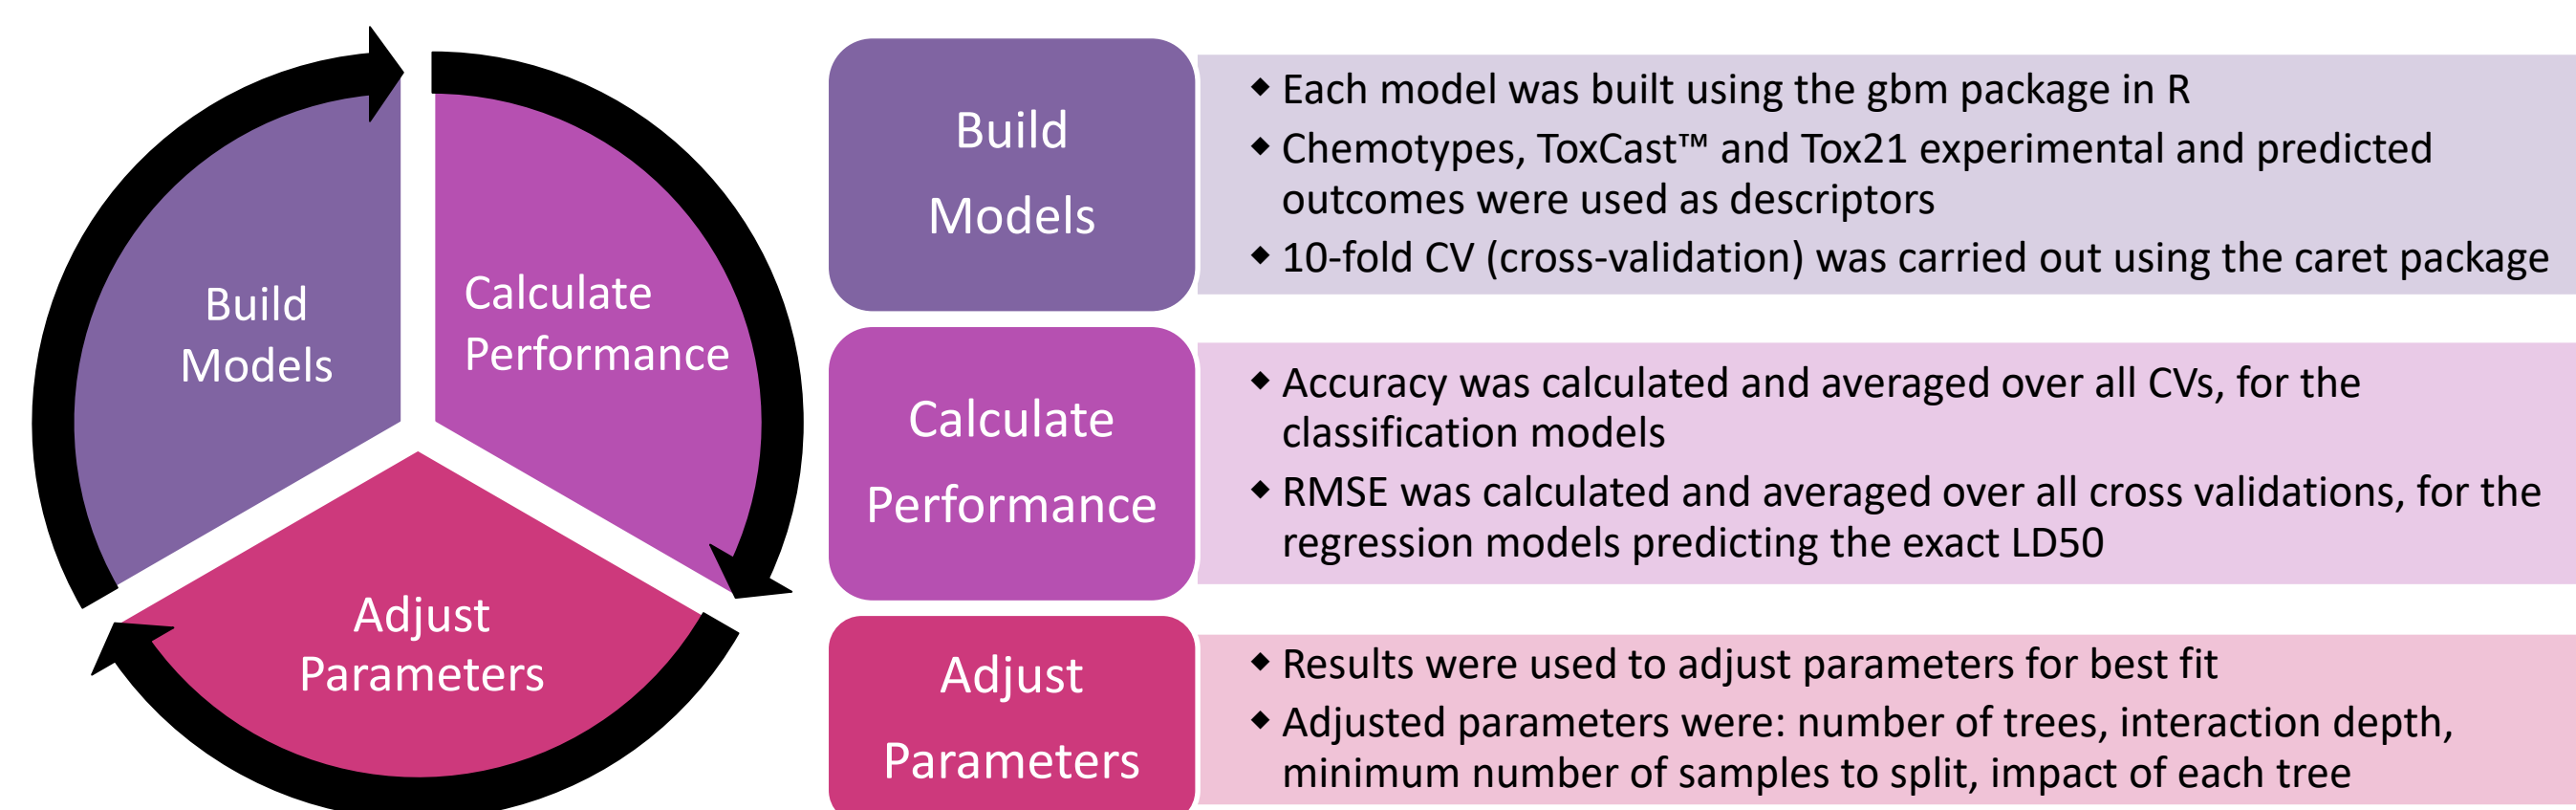 Build
Models
Calculate
Performance
Adjust
Parameters
Build
Models
◆ Each model was built using the gbm package in R
◆ Chemotypes, ToxCast™ and Tox21 experimental and predicted
outcomes were used as descriptors
◆ 10-fold CV (cross-validation) was carried out using the caret package
Calculate
Performance
◆ Accuracy was calculated and averaged over all CVs, for the
classification models
◆ RMSE was calculated and averaged over all cross validations, for the
regression models predicting the exact LD50
Adjust
Parameters
◆ Results were used to adjust parameters for best fit
◆ Adjusted parameters were: number of trees, interaction depth,
minimum number of samples to split, impact of each tree